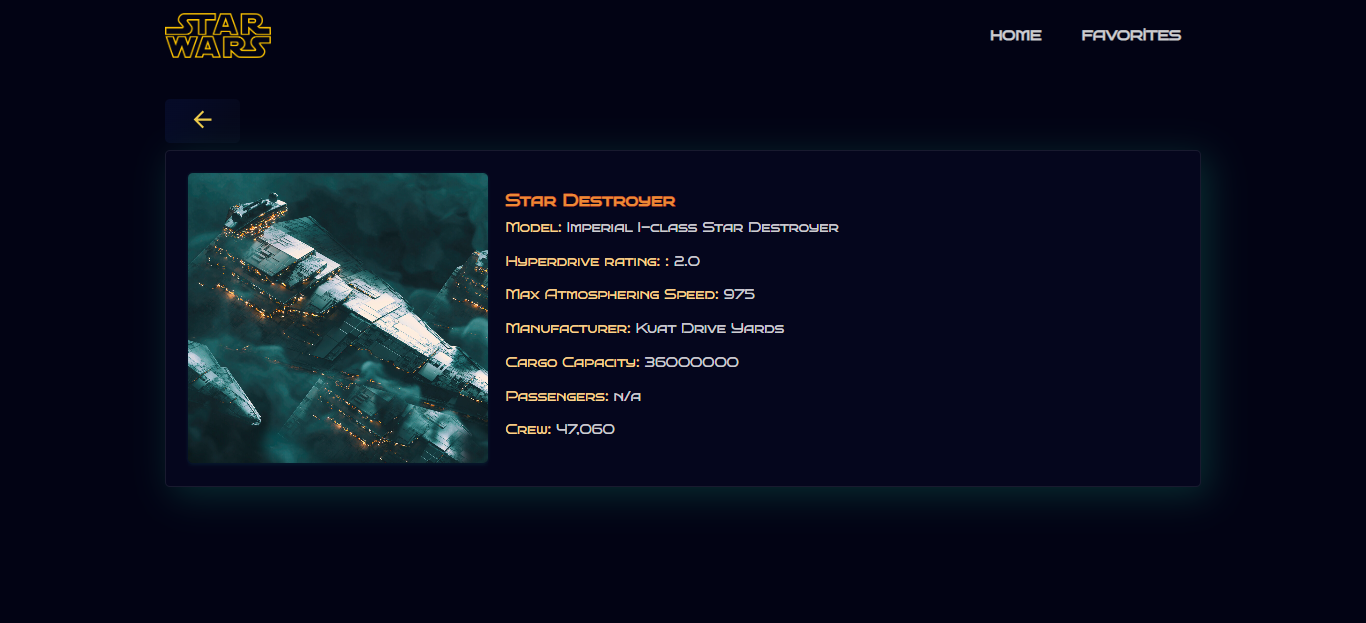 STAR
WARS
HOME
FAVORITES
Star Destroyer
Model: Imperial I-class Star Destroyer
Hyperdrive rating: : 2.0
Max Atmosphering Speed: 975
Manufacturer: Kuat Drive Yards
Cargo Capacity: 36000000
Passengers: n/a
Crew: 47,060